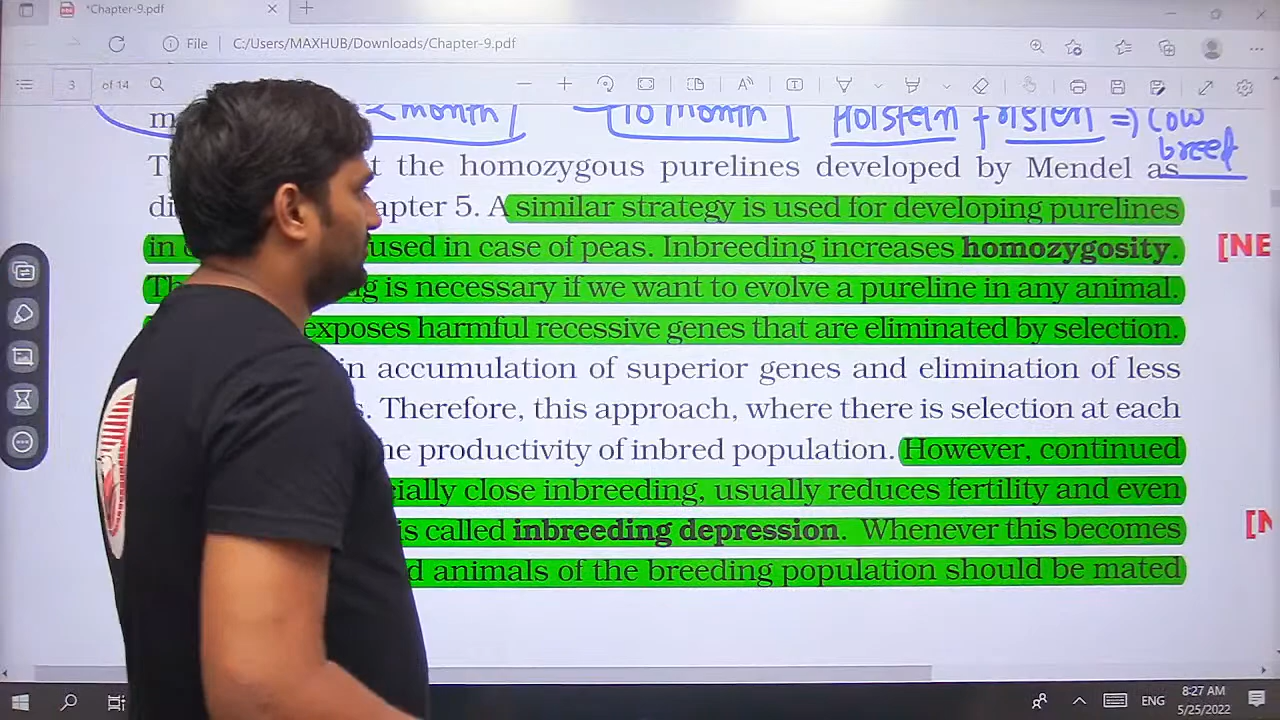 *Chapter-9.pdf
File C:/Users/MAXHUB/Downloads/Chapter-9.pdf
3 of 14
m 2 month 10 month Holstein + => Cow
breed
the homozygous purelines developed by Mendel as
di apter 5. A similar strategy is used for developing purelines
in used in case of peas. Inbreeding increases homozygosity. [NE
is necessary if we want to evolve a pureline in any animal.
exposes harmful recessive genes that are eliminated by selection.
n accumulation of superior genes and elimination of less
s. Therefore, this approach, where there is selection at each
he productivity of inbred population. However, continued
cially close inbreeding, usually reduces fertility and even
is called inbreeding depression. Whenever this becomes [N
d animals of the breeding population should be mated
ENG 8:27 AM
5/25/2022